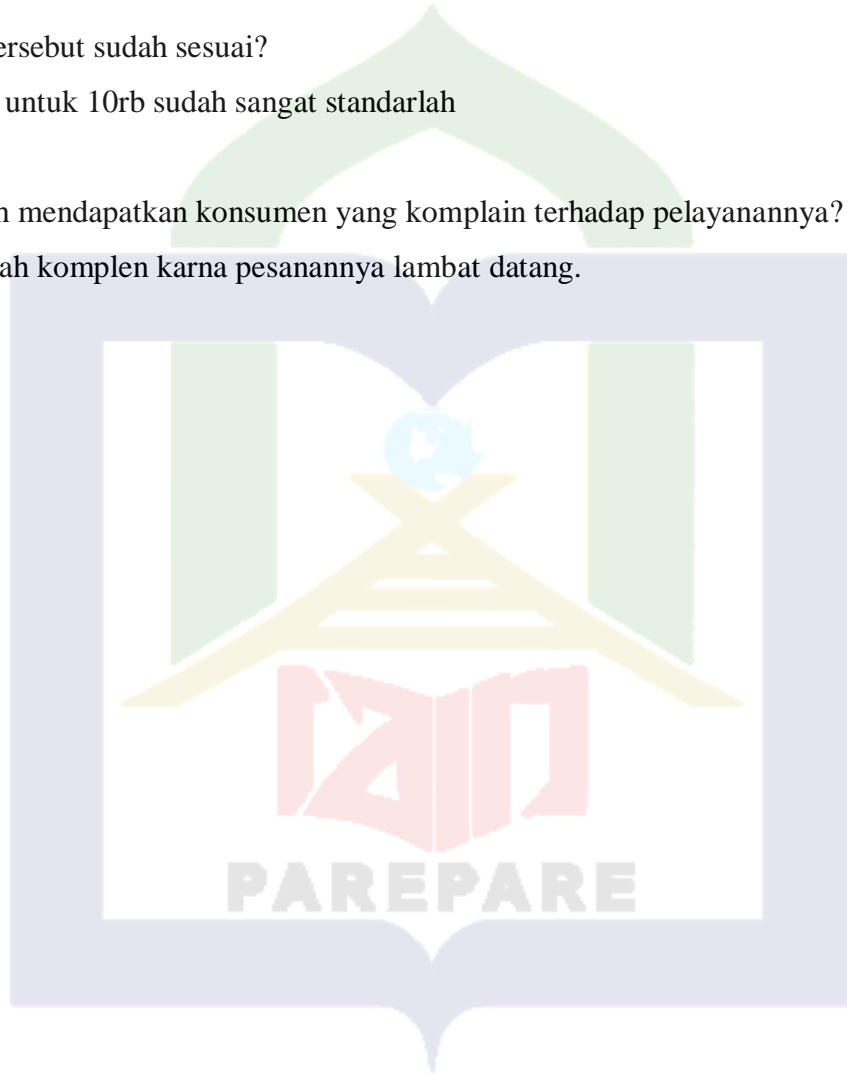 ersebut sudah sesuai?
untuk 10rb sudah sangat standarlah
n mendapatkan konsumen yang komplain terhadap pelayanannya?
ah komplen karna pesanannya lambat datang.
iain
PAREPARE